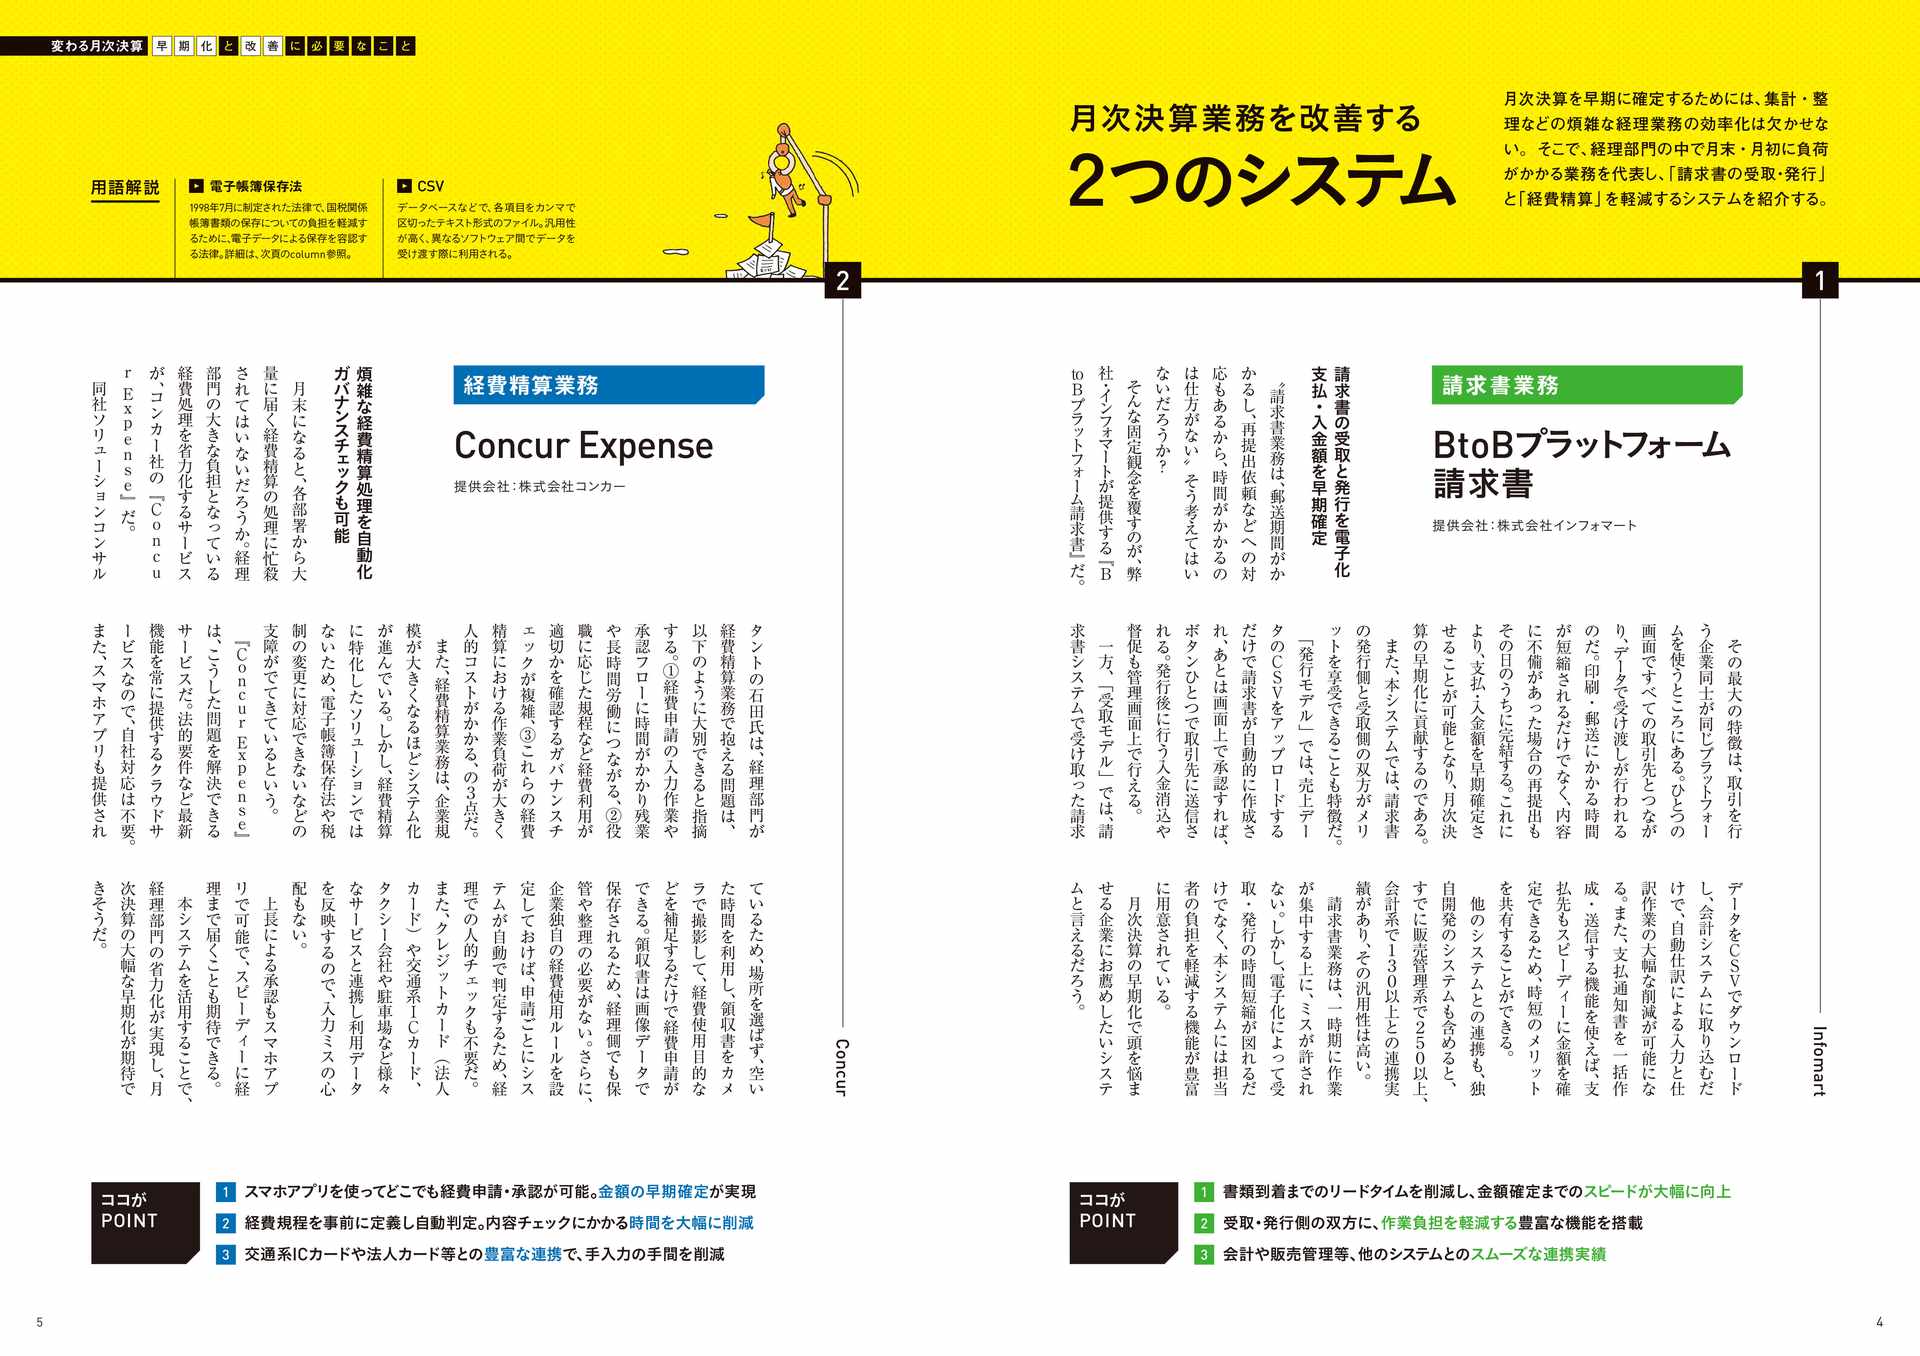 変わる月次決算 早期化と改善に必要なこと
月次決算業務を改善する
2つのシステム
月次決算を早期に確定するためには、集計・整
理などの煩雑な経理業務の効率化は欠かせな
い。そこで、経理部門の中で月末・月初に負荷
がかかる業務を代表し、「請求書の受取・発行」
と「経費精算」を軽減するシステムを紹介する。
1
Infomart
請求書業務
BtoBプラットフォーム
請求書
提供会社：株式会社インフォマート
請求書の受取と発行を電子化
支払・入金額を早期確定
〝請求書業務は、郵送期間がか
かるし、再提出依頼などへの対
応もあるから、時間がかかるの
は仕方がない〟そう考えてはい
ないだろうか？
そんな固定観念を覆すのが、弊
社・インフォマートが提供する『B
toBプラットフォーム請求書』だ。
その最大の特徴は、取引を行
う企業同士が同じプラットフォー
ムを使うところにある。ひとつの
画面ですべての取引先とつなが
り、データで受け渡しが行われる
のだ。印刷・郵送にかかる時間
が短縮されるだけでなく、内容
に不備があった場合の再提出も
その日のうちに完結する。これに
より、支払・入金額を早期確定さ
せることが可能となり、月次決
算の早期化に貢献するのである。
また、本システムでは、請求書
の発行側と受取側の双方がメリ
ットを享受できることも特徴だ。
「発行モデル」では、売上デー
タのCSVをアップロードする
だけで請求書が自動的に作成さ
れ、あとは画面上で承認すれば、
ボタンひとつで取引先に送信さ
れる。発行後に行う入金消込や
督促も管理画面上で行える。
一方、「受取モデル」では、請
求書システムで受け取った請求
データをCSVでダウンロード
し、会計システムに取り込むだ
けで、自動仕訳による入力と仕
訳作業の大幅な削減が可能にな
る。また、支払通知書を一括作
成・送信する機能を使えば、支
払先もスピーディーに金額を確
定できるため、時短のメリット
を共有することができる。
他のシステムとの連携も、独
自開発のシステムも含めると、
すでに販売管理系で250以上、
会計系で130以上との連携実
績があり、その汎用性は高い。
請求書業務は、一時期に作業
が集中する上に、ミスが許され
ない。しかし、電子化によって受
取・発行の時間短縮が図れるだ
けでなく、本システムには担当
者の負担を軽減する機能が豊富
に用意されている。
月次決算の早期化で頭を悩ま
せる企業にお薦めしたいシステ
ムと言えるだろう。
ココが
POINT
1 書類到着までのリードタイムを削減し、金額確定までのスピードが大幅に向上
2 受取・発行側の双方に、作業負担を軽減する豊富な機能を搭載
3 会計や販売管理等、他のシステムとのスムーズな連携実績
4
用語解説
電子帳簿保存法
1998年7月に制定された法律で、国税関係
帳簿書類の保存についての負担を軽減す
るために、電子データによる保存を容認す
る法律。詳細は、次頁のcolumn参照。
CSV
データベースなどで、各項目をカンマで
区切ったテキスト形式のファイル。汎用性
が高く、異なるソフトウェア間でデータを
受け渡す際に利用される。
2
Concur
経費精算業務
Concur Expense
提供会社：株式会社コンカー
煩雑な経費精算処理を自動化
ガバナンスチェックも可能
月末になると、各部署から大
量に届く経費精算の処理に忙殺
されてはいないだろうか。経理
部門の大きな負担となっている
経費処理を省力化するサービス
が、コンカー社の『Concu
r Expense』だ。
同社ソリューションコンサル
タントの石田氏は、経理部門が
経費精算業務で抱える問題は、
以下のように大別できると指摘
する。①経費申請の入力作業や
承認フローに時間がかかり残業
や長時間労働につながる、②役
職に応じた規程など経費利用が
適切かを確認するガバナンスチ
ェックが複雑、③これらの経費
精算における作業負荷が大きく
人的コストがかかる、の3点だ。
また、経費精算業務は、企業規
模が大きくなるほどシステム化
が進んでいる。しかし、経費精算
に特化したソリューションでは
ないため、電子帳簿保存法や税
制の変更に対応できないなどの
支障がでてきているという。
『Concur Expense』
は、こうした問題を解決できる
サービスだ。法的要件など最新
機能を常に提供するクラウドサ
ービスなので、自社対応は不要。
また、スマホアプリも提供され
ているため、場所を選ばず、空い
た時間を利用し、領収書をカメ
ラで撮影して、経費使用目的な
どを補足するだけで経費申請が
できる。領収書は画像データで
保存されるため、経理側でも保
管や整理の必要がない。さらに、
企業独自の経費使用ルールを設
定しておけば、申請ごとにシス
テムが自動で判定するため、経
理での人的チェックも不要だ。
また、クレジットカード（法人
カード）や交通系ICカード、
タクシー会社や駐車場など様々
なサービスと連携し利用データ
を反映するので、入力ミスの心
配もない。
上長による承認もスマホアプ
リで可能で、スピーディーに経
理まで届くことも期待できる。
本システムを活用することで、
経理部門の省力化が実現し、月
次決算の大幅な早期化が期待で
きそうだ。
ココが
POINT
1 スマホアプリを使ってどこでも経費申請・承認が可能。金額の早期確定が実現
2 経費規程を事前に定義し自動判定。内容チェックにかかる時間を大幅に削減
3 交通系ICカードや法人カード等との豊富な連携で、手入力の手間を削減
5